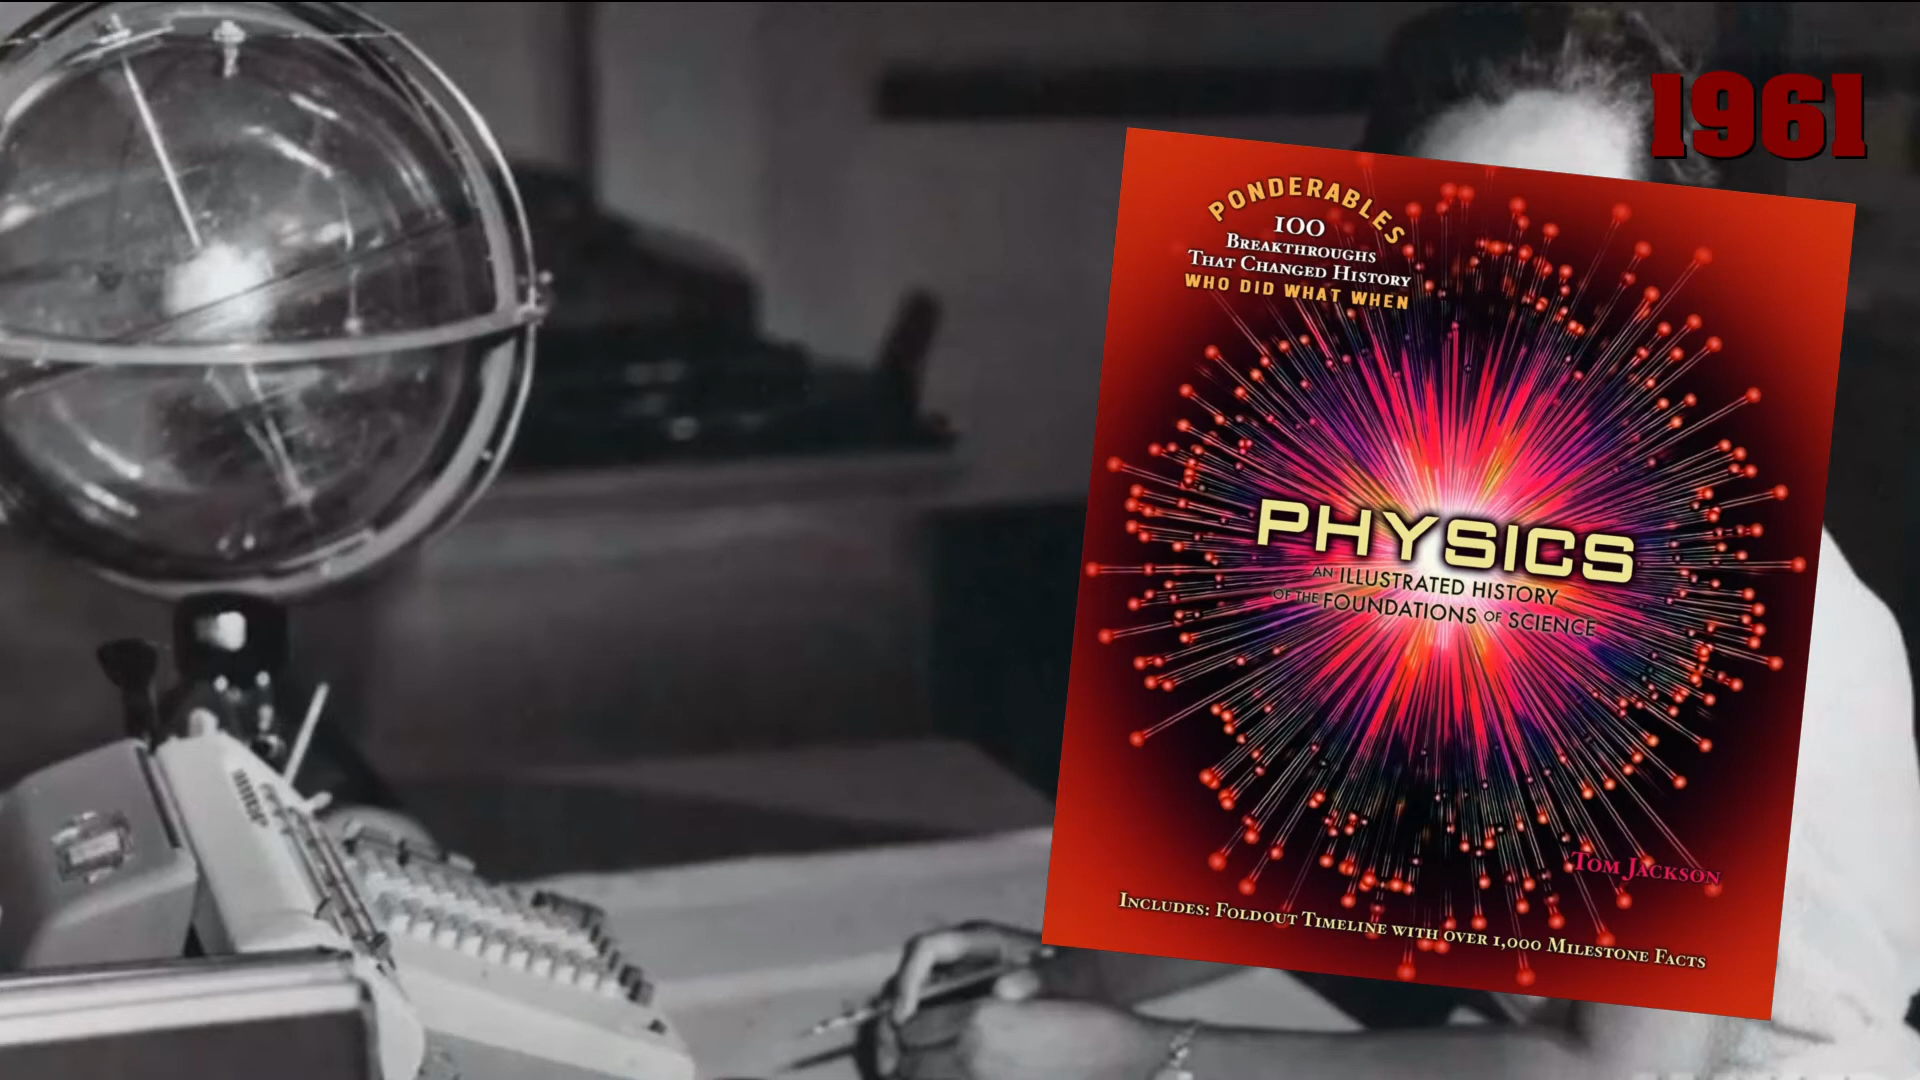 1961
PONDERABLES
100
BREAKTHROUGHS
THAT CHANGED HISTORY
WHO DID WHAT WHEN
PHYSICS
AN ILLUSTRATED HISTORY
OF THE FOUNDATIONS OF SCIENCE
TOM JACKSON
INCLUDES: FOLDOUT TIMELINE WITH OVER 1,000 MILESTONE FACTS